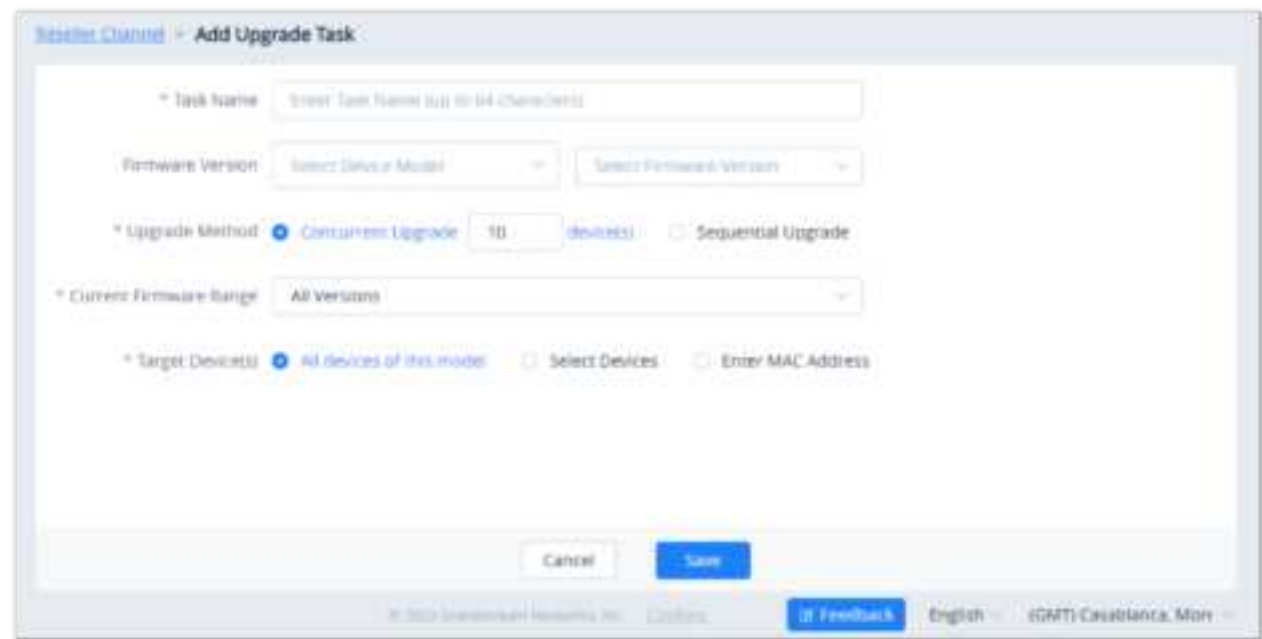 Reseller Channel > Add Upgrade Task
* Task Name Enter Task Name (up to 64 characters)
Firmware Version Select Device Model Select Firmware Version
* Upgrade Method Concurrent Upgrade 10 device(s) Sequential Upgrade
* Current Firmware Range All Versions
* Target Device(s) All devices of this model Select Devices Enter MAC Address
Cancel Save
Networks, Inc. Feedback English (GMT) Casablanca, Mon